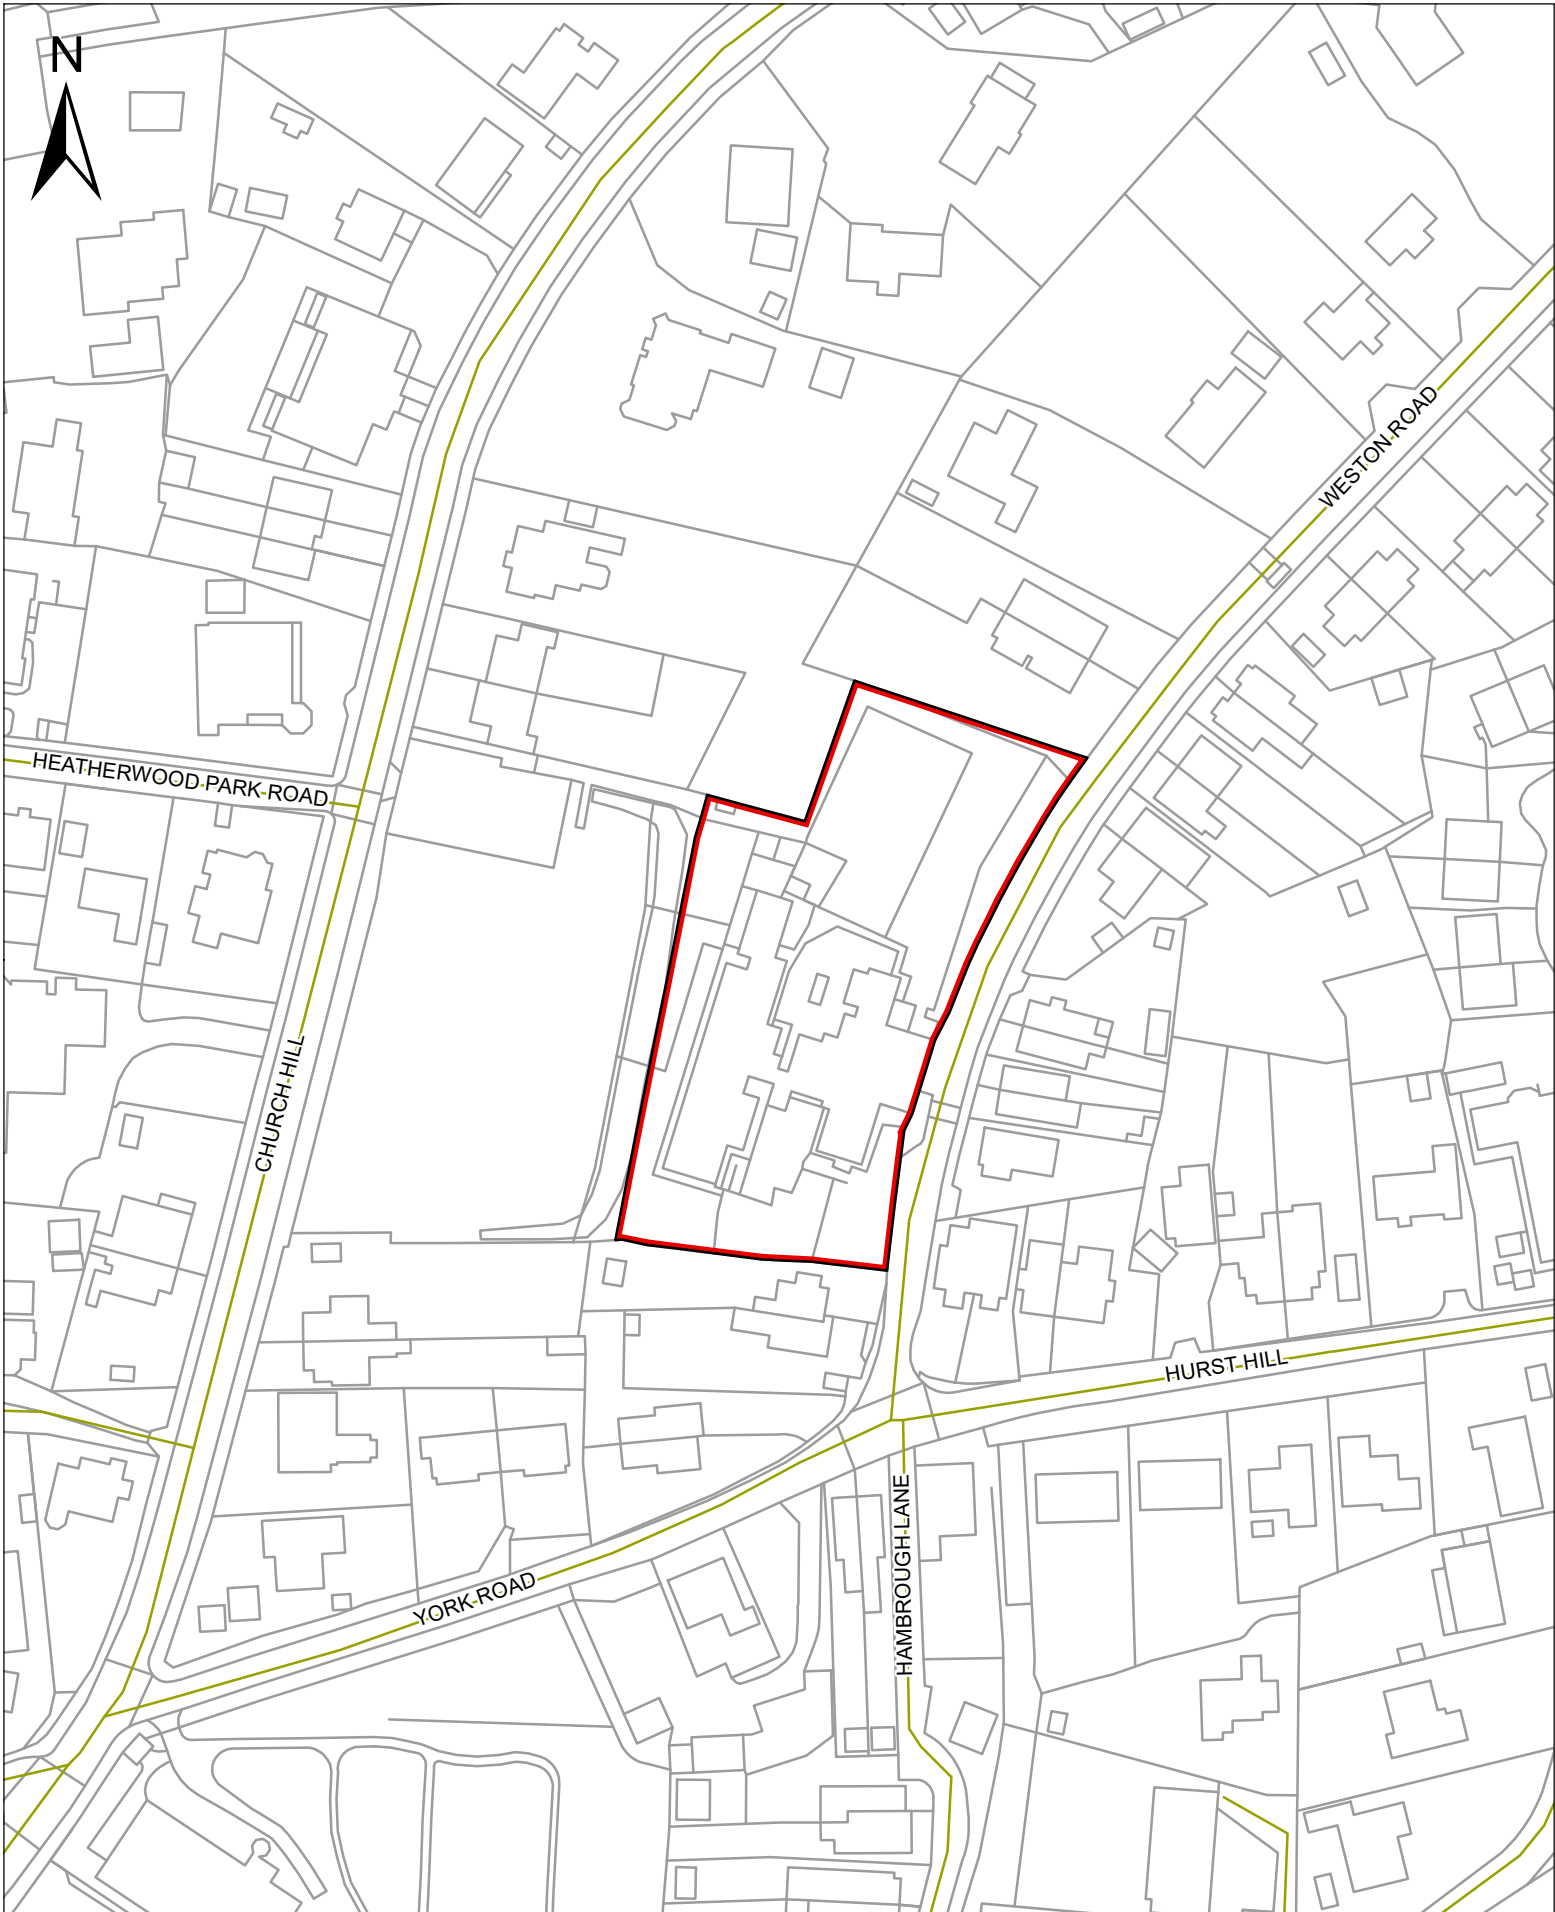 N
WESTON ROAD
HEATHERWOOD PARK ROAD
CHURCH HILL
HURST HILL
HAMBROUGH LANE
YORK ROAD